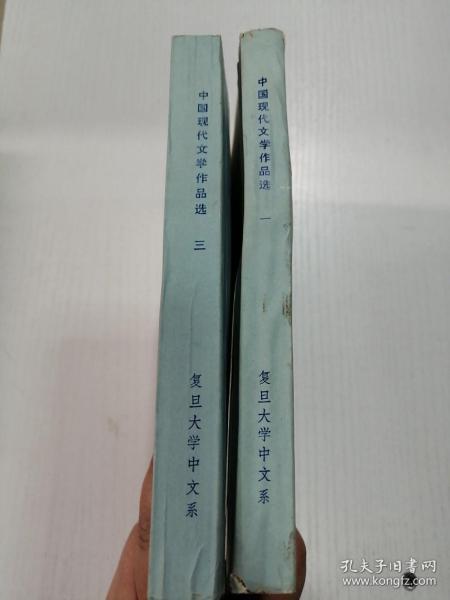 中国现代文学作品选 三
复旦大学中文系
中国现代文学作品选 一
复旦大学中文系
孔夫子旧书网
www.kongfz.com